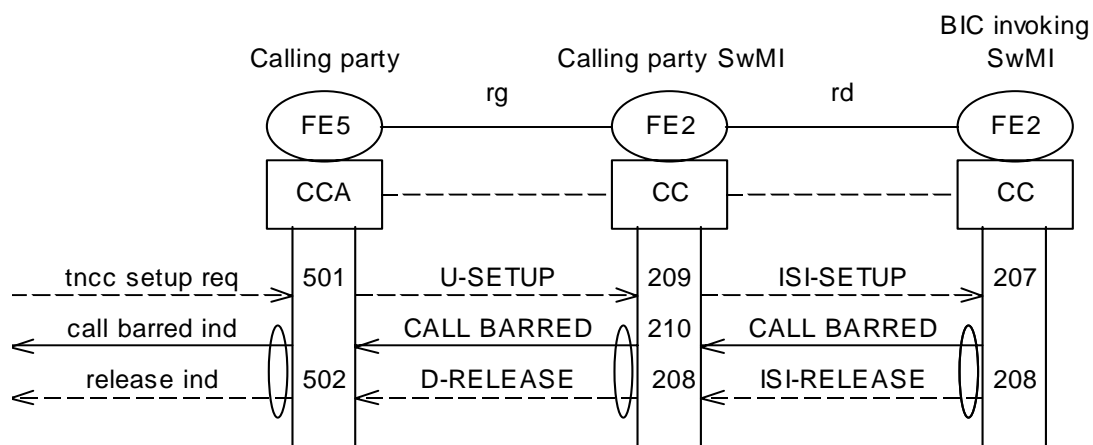 BIC invoking
SwMI
Calling party
Calling party SwMI
rg
rd
FE5
FE2
FE2
CCA
CC
CC
tncc setup req
501
U-SETUP
209
ISI-SETUP
207
call barred ind
CALL BARRED
210
CALL BARRED
release ind
502
D-RELEASE
208
ISI-RELEASE
208